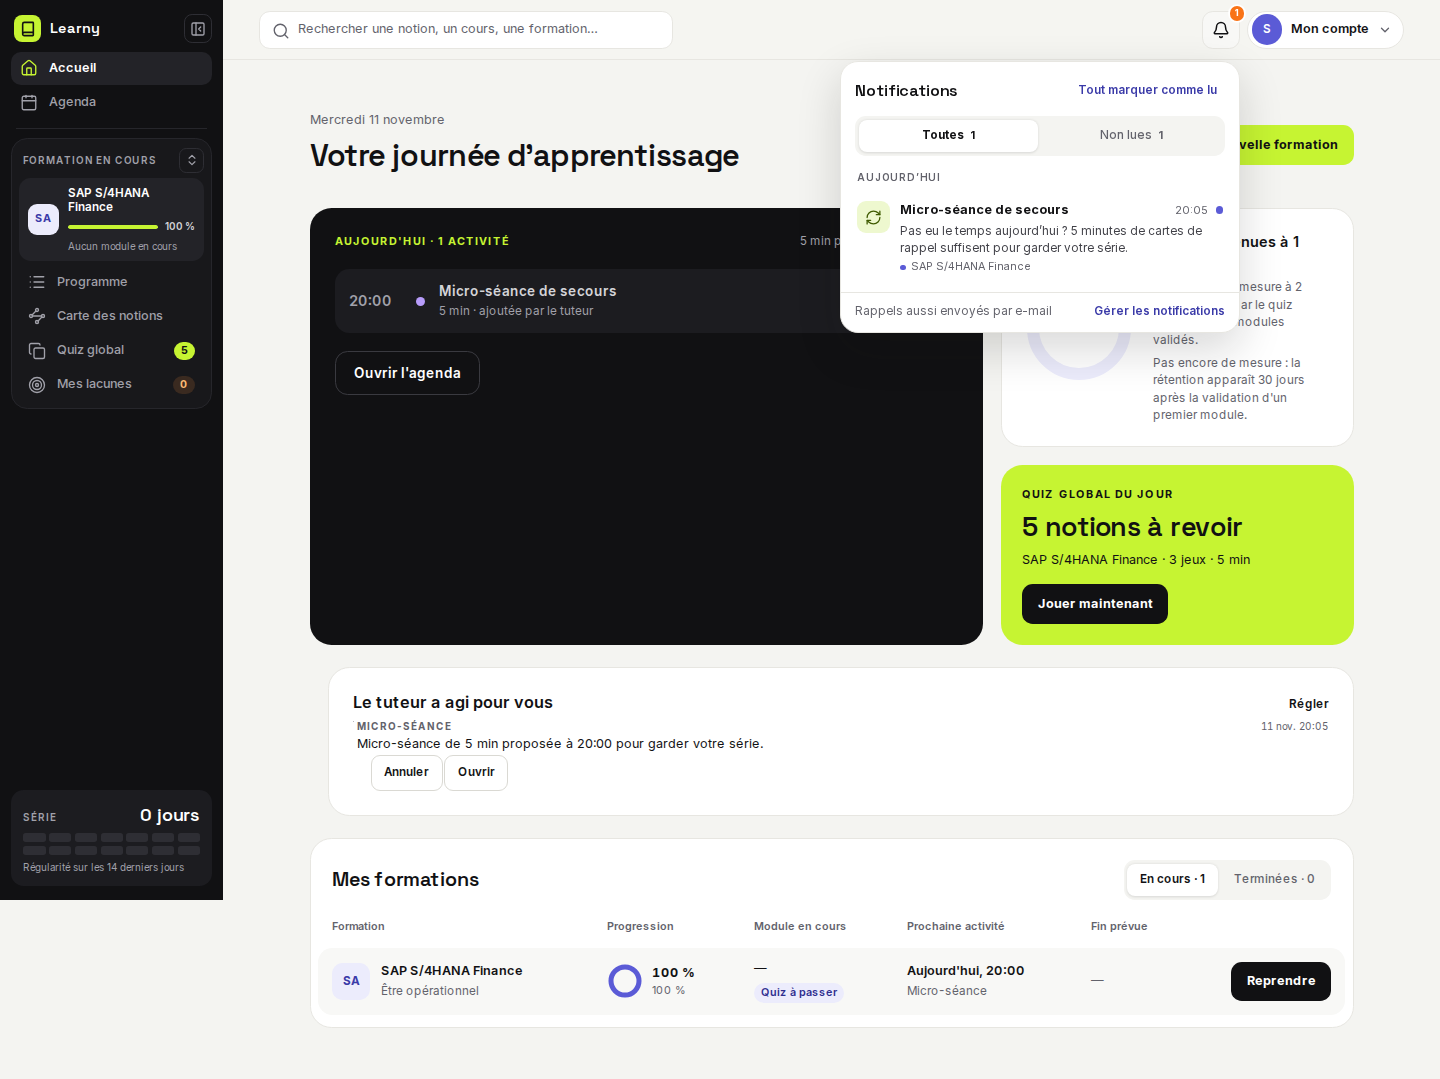 Learny
Accueil
Agenda
FORMATION EN COURS
SA
SAP S/4HANA
Finance
100 %
Aucun module en cours
Programme
Carte des notions
Quiz global 5
Mes lacunes 0
SÉRIE 0 jours
Régularité sur les 14 derniers jours
Rechercher une notion, un cours, une formation...
1
S Mon compte
Mercredi 11 novembre
Votre journée d'apprentissage
velle formation
Notifications Tout marquer comme lu
Toutes 1 Non lues 1
AUJOURD'HUI
Micro-séance de secours 20:05
Pas eu le temps aujourd'hui ? 5 minutes de cartes de
rappel suffisent pour garder votre série.
SAP S/4HANA Finance
Rappels aussi envoyés par e-mail Gérer les notifications
AUJOURD'HUI · 1 ACTIVITÉ 5 min p
20:00 Micro-séance de secours
5 min · ajoutée par le tuteur
Ouvrir l'agenda
nues à 1
mesure à 2
ar le quiz
modules
validés.
Pas encore de mesure : la
rétention apparaît 30 jours
après la validation d'un
premier module.
QUIZ GLOBAL DU JOUR
5 notions à revoir
SAP S/4HANA Finance · 3 jeux · 5 min
Jouer maintenant
Le tuteur a agi pour vous Régler
MICRO-SÉANCE 11 nov. 20:05
Micro-séance de 5 min proposée à 20:00 pour garder votre série.
Annuler Ouvrir
Mes formations En cours · 1 Terminées · 0
Formation Progression Module en cours Prochaine activité Fin prévue
SA SAP S/4HANA Finance 100 % — Aujourd'hui, 20:00 — Reprendre
Être opérationnel 100 % Quiz à passer Micro-séance